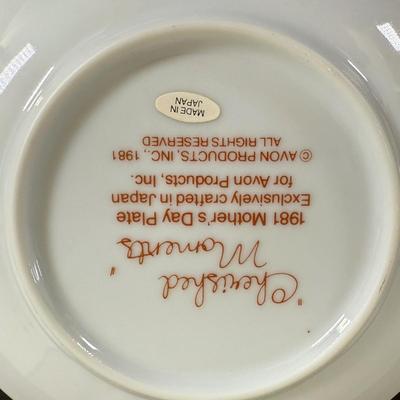 "Cherished
Moments"
1981 Mother's Day Plate
Exclusively crafted in Japan
for Avon Products, Inc.
© AVON PRODUCTS, INC., 1981
ALL RIGHTS RESERVED
MADE IN
JAPAN